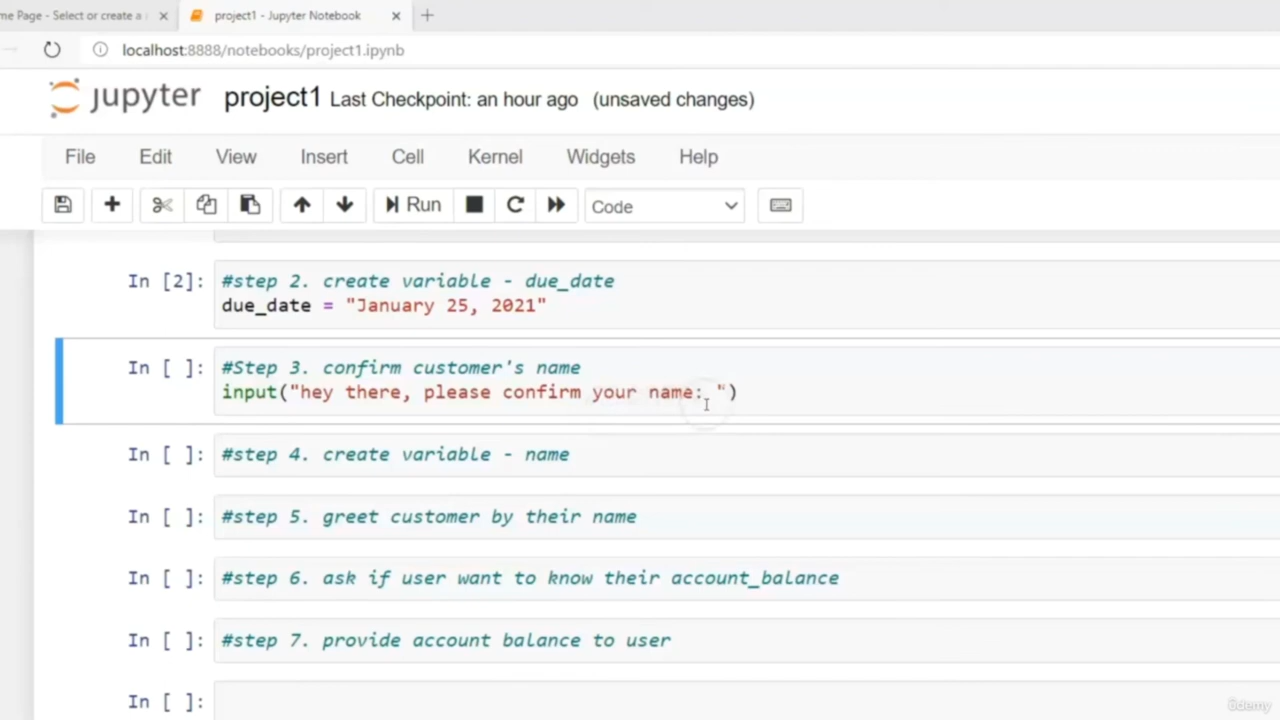 me Page - Select or create a
project1 - Jupyter Notebook
localhost:8888/notebooks/project1.ipynb
jupyter project1 Last Checkpoint: an hour ago (unsaved changes)
File Edit View Insert Cell Kernel Widgets Help
Run Code
In [2]: #step 2. create variable - due_date
due_date = "January 25, 2021"
In [ ]: #Step 3. confirm customer's name
input("hey there, please confirm your name: ")
In [ ]: #step 4. create variable - name
In [ ]: #step 5. greet customer by their name
In [ ]: #step 6. ask if user want to know their account_balance
In [ ]: #step 7. provide account balance to user
In [ ]:
ûdemy